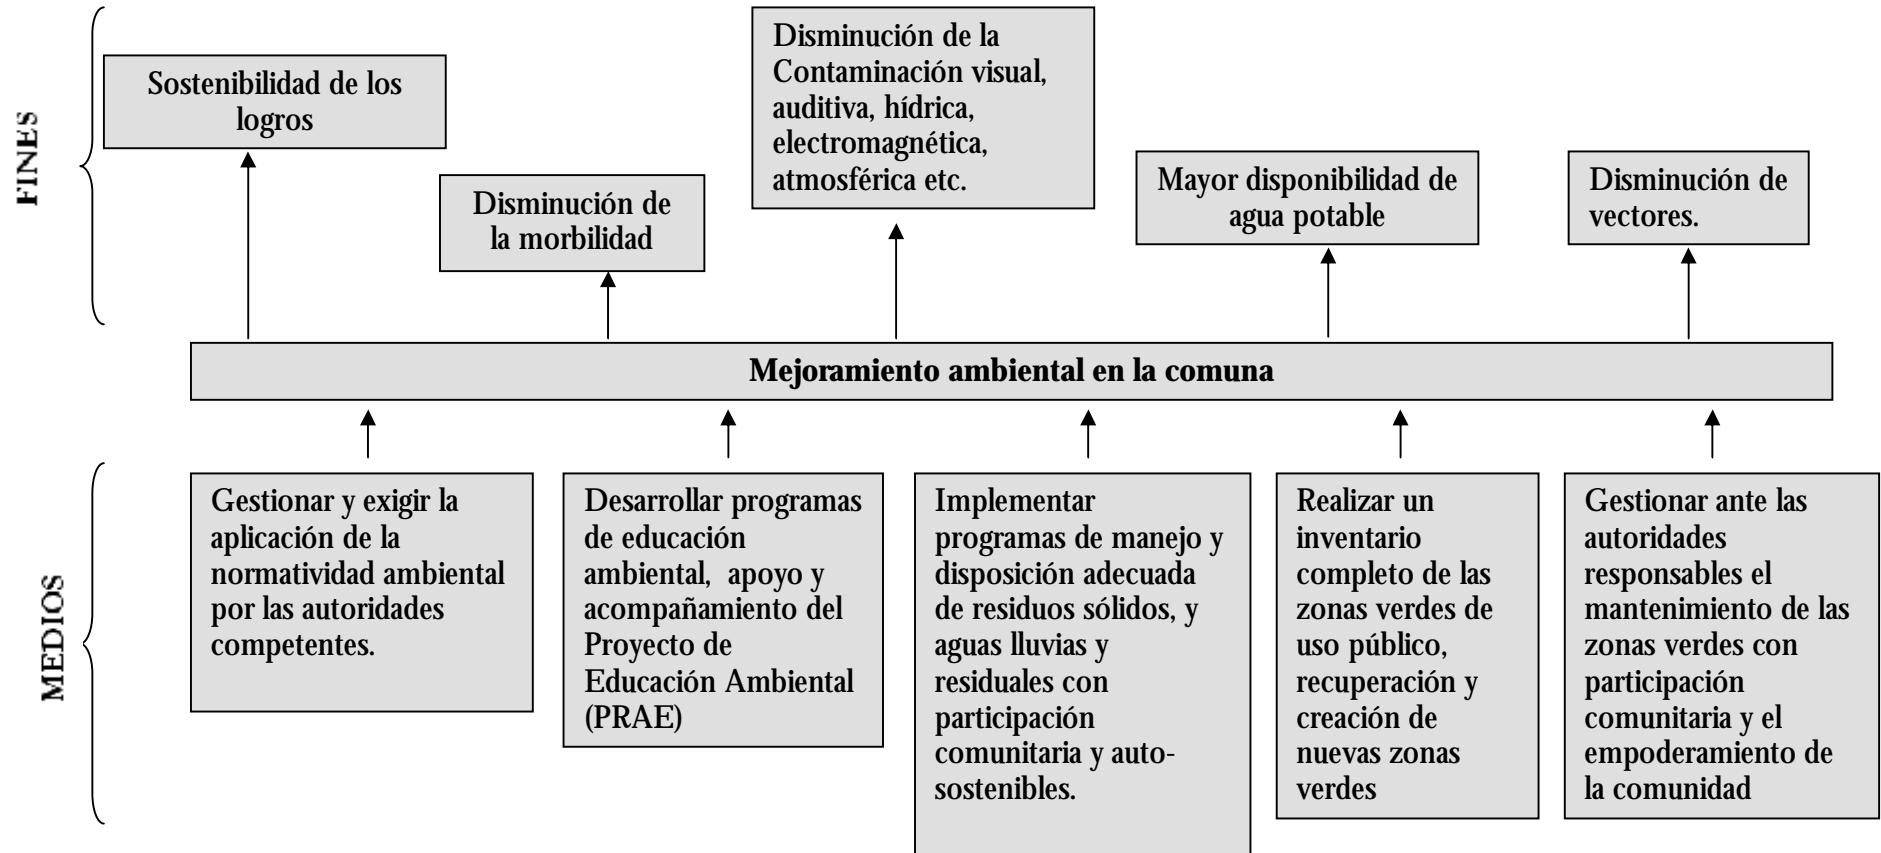 FINES
Sostenibilidad de los
logros
Disminución de
la morbilidad
Disminución de la
Contaminación visual,
auditiva, hídrica,
electromagnética,
atmosférica etc.
Mayor disponibilidad de
agua potable
Disminución de
vectores.
Mejoramiento ambiental en la comuna
MEDIOS
Gestionar y exigir la
aplicación de la
normatividad ambiental
por las autoridades
competentes.
Desarrollar programas
de educación
ambiental, apoyo y
acompañamiento del
Proyecto de
Educación Ambiental
(PRAE)
Implementar
programas de manejo y
disposición adecuada
de residuos sólidos, y
aguas lluvias y
residuales con
participación
comunitaria y auto-
sostenibles.
Realizar un
inventario
completo de las
zonas verdes de
uso público,
recuperación y
creación de
nuevas zonas
verdes
Gestionar ante las
autoridades
responsables el
mantenimiento de las
zonas verdes con
participación
comunitaria y el
empoderamiento de
la comunidad